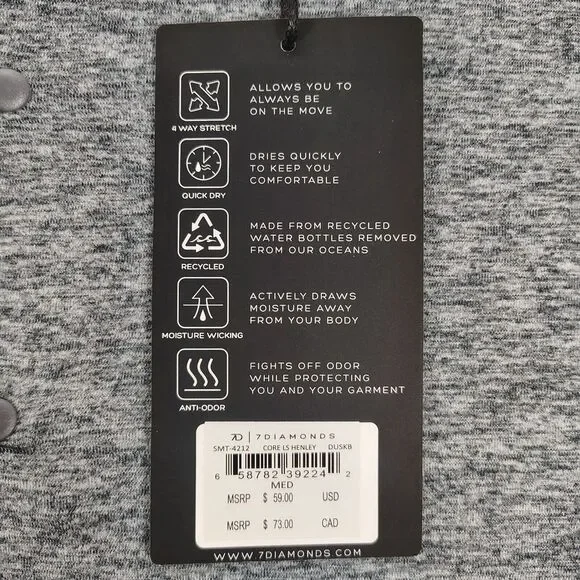 ALLOWS YOU TO
ALWAYS BE
ON THE MOVE
4 WAY STRETCH
DRIES QUICKLY
TO KEEP YOU
COMFORTABLE
QUICK DRY
MADE FROM RECYCLED
WATER BOTTLES REMOVED
FROM OUR OCEANS
RECYCLED
ACTIVELY DRAWS
MOISTURE AWAY
FROM YOUR BODY
MOISTURE WICKING
FIGHTS OFF ODOR
WHILE PROTECTING
YOU AND YOUR GARMENT
ANTI-ODOR
7D | 7DIAMONDS
SMT-4212 CORE LS HENLEY DUSKB
6 58782 39224 2
MED
MSRP $ 59.00 USD
MSRP $ 73.00 CAD
WWW.7DIAMONDS.COM